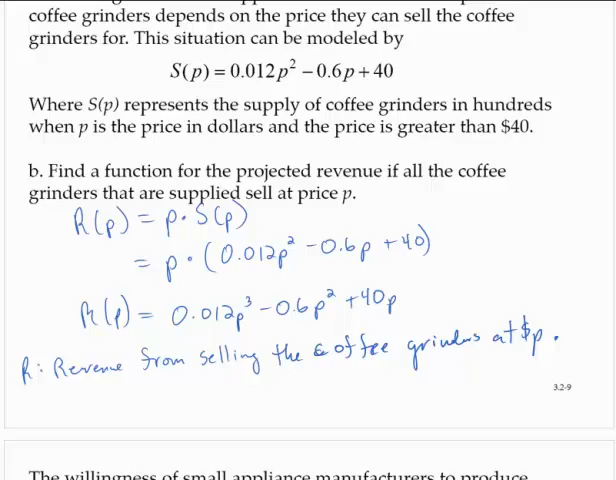 coffee grinders depends on the price they can sell the coffee
grinders for. This situation can be modeled by
S(p) = 0.012p² − 0.6p + 40
Where S(p) represents the supply of coffee grinders in hundreds
when p is the price in dollars and the price is greater than $40.
b. Find a function for the projected revenue if all the coffee
grinders that are supplied sell at price p.
R(p) = p · S(p)
= p · (0.012p² − 0.6p + 40)
R(p) = 0.012p³ − 0.6p² + 40p
R: Revenue from selling the coffee grinders at $p.
3.2-9
The willingness of small appliance manufacturers to produce